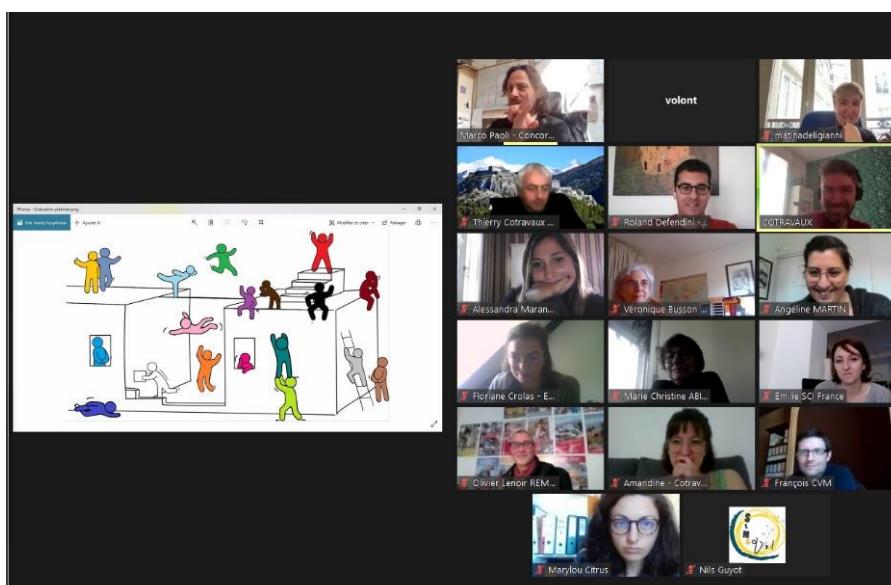 Photos - Evaluation plénière.png
Voir toutes les photos
+ Ajouter à
Modifier et créer
Partager
Marco Paoli - Concor...
volont
matinadeligianni
Thierry Cotravaux ...
Roland Defendini -...
COTRAVAUX
Alessandra Maran...
Véronique Busson ...
Angéline MARTIN
Floriane Crolas - E...
Marie Christine ABI...
Emilie SCI France
Olivier Lenoir REM...
Amandine - Cotrav...
François CVM
Marylou Citrus
Nils Guyot